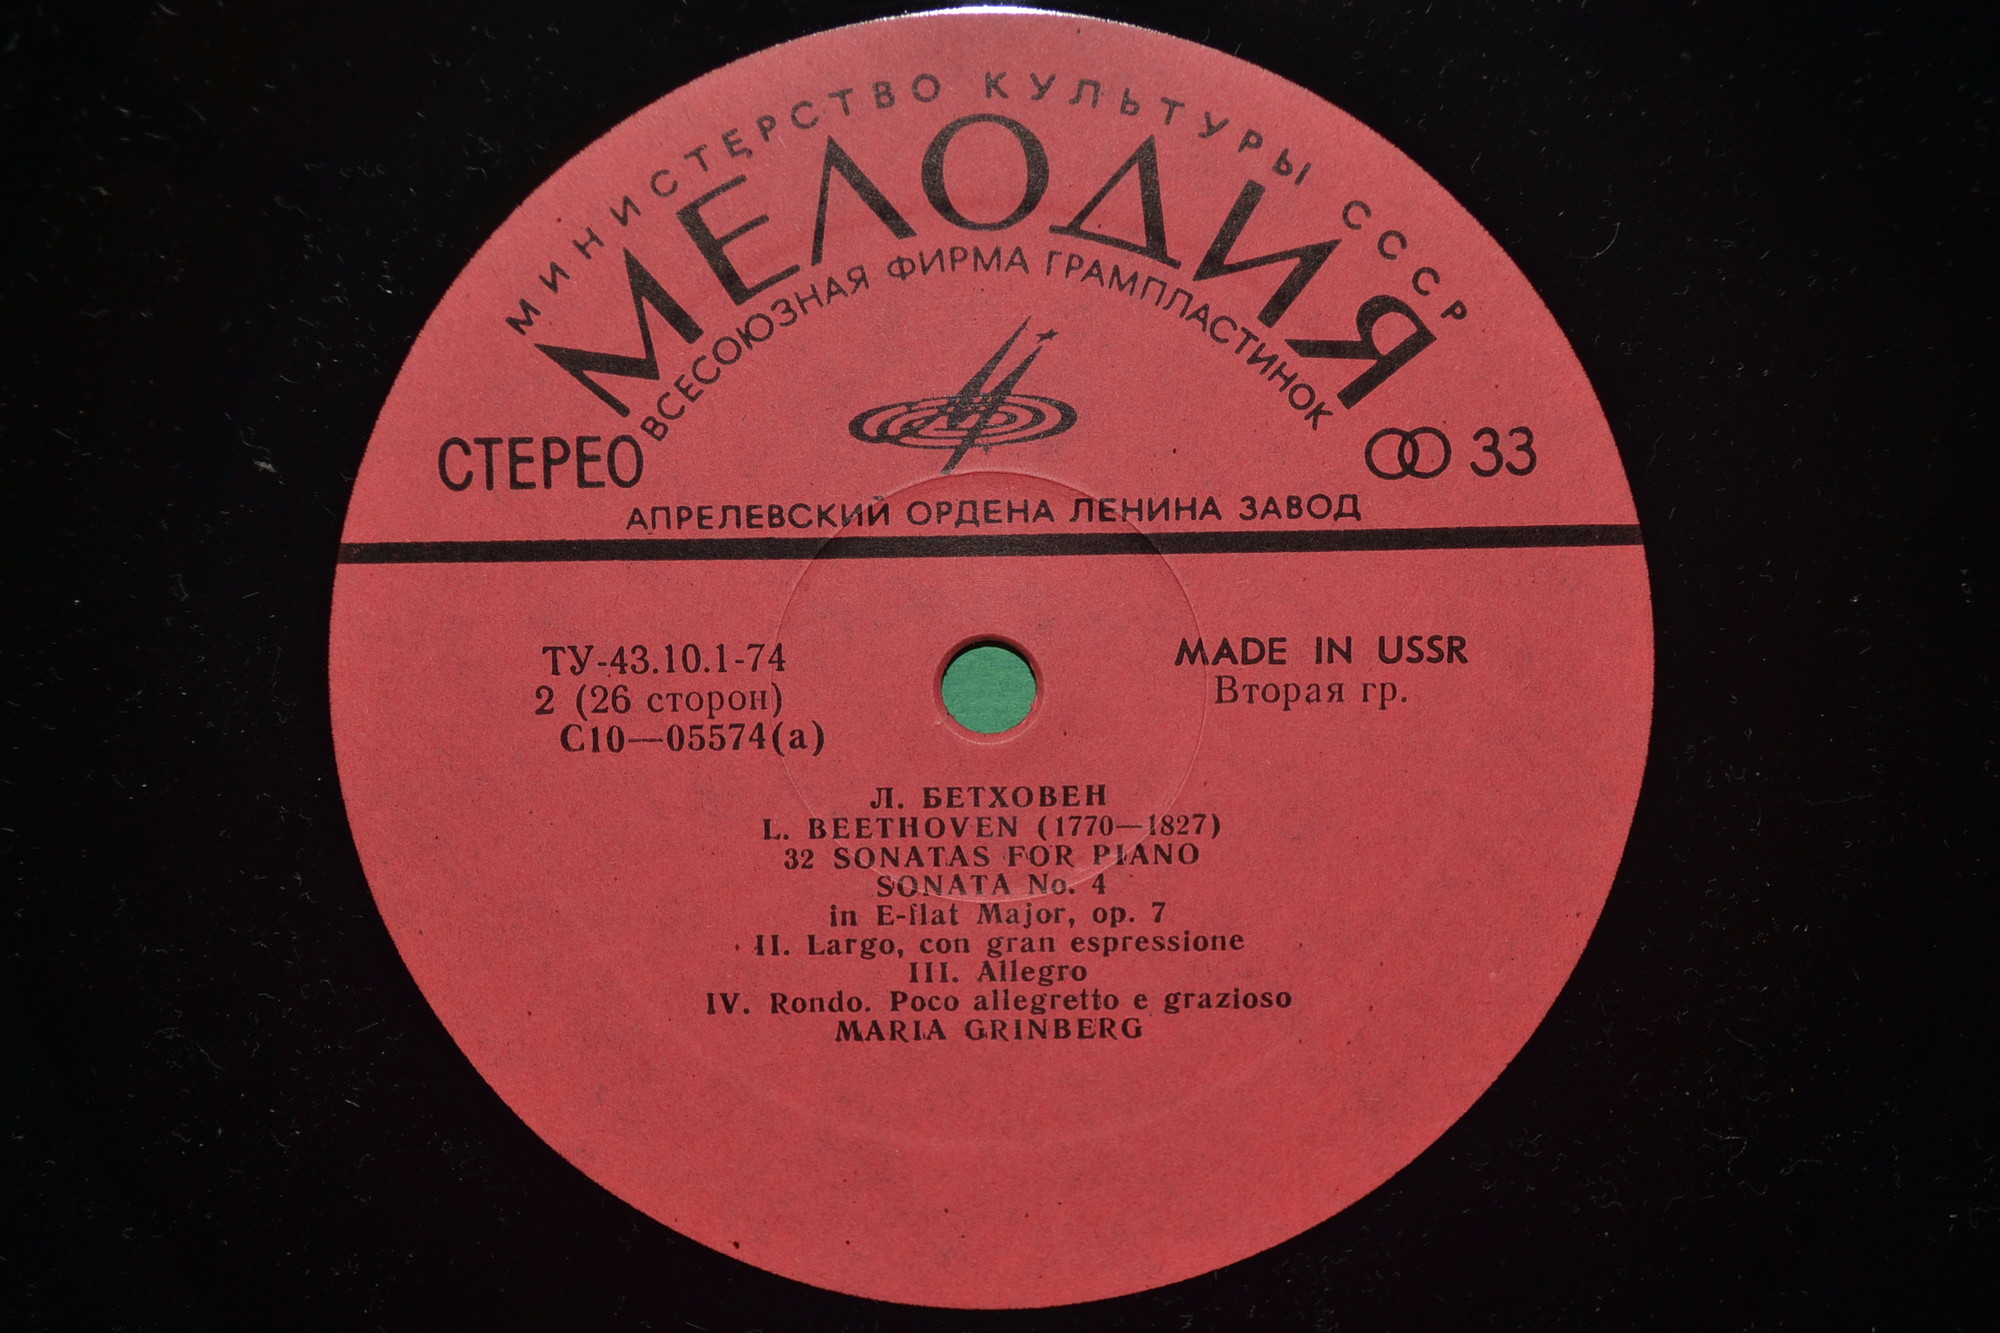 МИНИСТЕРСТВО КУЛЬТУРЫ СССР
МЕЛОДИЯ
ВСЕСОЮЗНАЯ ФИРМА ГРАМПЛАСТИНОК
СТЕРЕО
33
АПРЕЛЕВСКИЙ ОРДЕНА ЛЕНИНА ЗАВОД
ТУ-43.10.1-74
2 (26 сторон)
С10—05574(а)
MADE IN USSR
Вторая гр.
Л. БЕТХОВЕН
L. BEETHOVEN (1770—1827)
32 SONATAS FOR PIANO
SONATA No. 4
in E-flat Major, op. 7
II. Largo, con gran espressione
III. Allegro
IV. Rondo. Poco allegretto e grazioso
MARIA GRINBERG